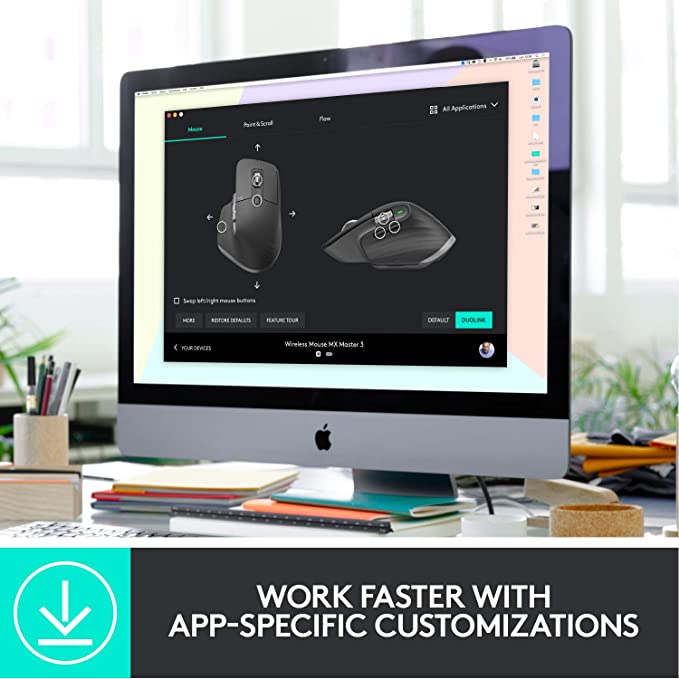 All Applications
Mouse
Point & Scroll
Flow
Swap left/right mouse buttons
MORE
RESTORE DEFAULTS
FEATURE TOUR
DEFAULT
DUOLINK
YOUR DEVICES
Wireless Mouse MX Master 3
WORK FASTER WITH
APP-SPECIFIC CUSTOMIZATIONS